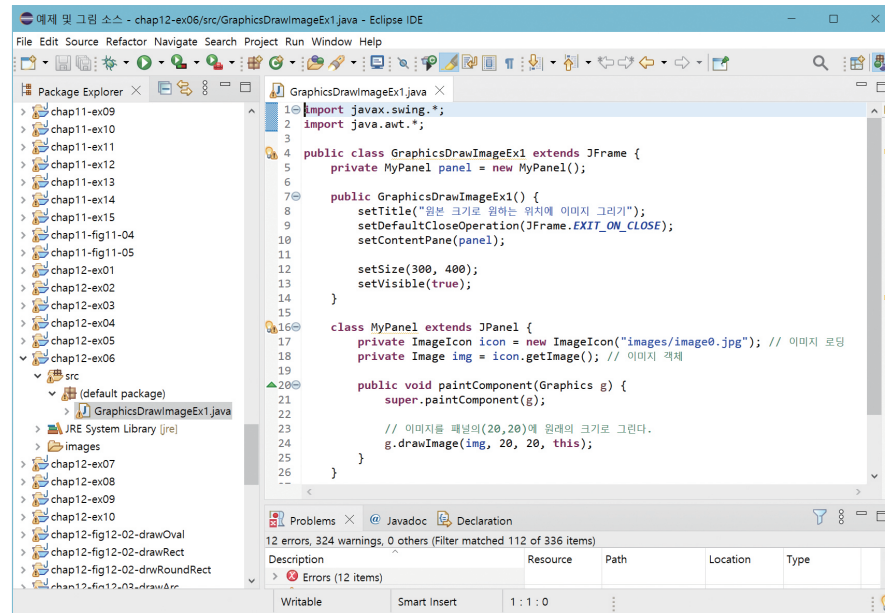 예제 및 그림 소스 - chap12-ex06/src/GraphicsDrawImageEx1.java - Eclipse IDE
File Edit Source Refactor Navigate Search Project Run Window Help
Package Explorer
chap11-ex09
chap11-ex10
chap11-ex11
chap11-ex12
chap11-ex13
chap11-ex14
chap11-ex15
chap11-fig11-04
chap11-fig11-05
chap12-ex01
chap12-ex02
chap12-ex03
chap12-ex04
chap12-ex05
chap12-ex06
src
(default package)
GraphicsDrawImageEx1.java
JRE System Library [jre]
images
chap12-ex07
chap12-ex08
chap12-ex09
chap12-ex10
chap12-fig12-02-drawOval
chap12-fig12-02-drawRect
chap12-fig12-02-drwRoundRect
chap12-fig12-03-drawArc
GraphicsDrawImageEx1.java
1 import javax.swing.*;
2 import java.awt.*;
3
4 public class GraphicsDrawImageEx1 extends JFrame {
5 private MyPanel panel = new MyPanel();
6
7 public GraphicsDrawImageEx1() {
8 setTitle("원본 크기로 원하는 위치에 이미지 그리기");
9 setDefaultCloseOperation(JFrame.EXIT_ON_CLOSE);
10 setContentPane(panel);
11
12 setSize(300, 400);
13 setVisible(true);
14 }
15
16 class MyPanel extends JPanel {
17 private ImageIcon icon = new ImageIcon("images/image0.jpg"); // 이미지 로딩
18 private Image img = icon.getImage(); // 이미지 객체
19
20 public void paintComponent(Graphics g) {
21 super.paintComponent(g);
22
23 // 이미지를 패널의(20,20)에 원래의 크기로 그린다.
24 g.drawImage(img, 20, 20, this);
25 }
26 }
Problems @ Javadoc Declaration
12 errors, 324 warnings, 0 others (Filter matched 112 of 336 items)
Description Resource Path Location Type
Errors (12 items)
Writable Smart Insert 1 : 1 : 0